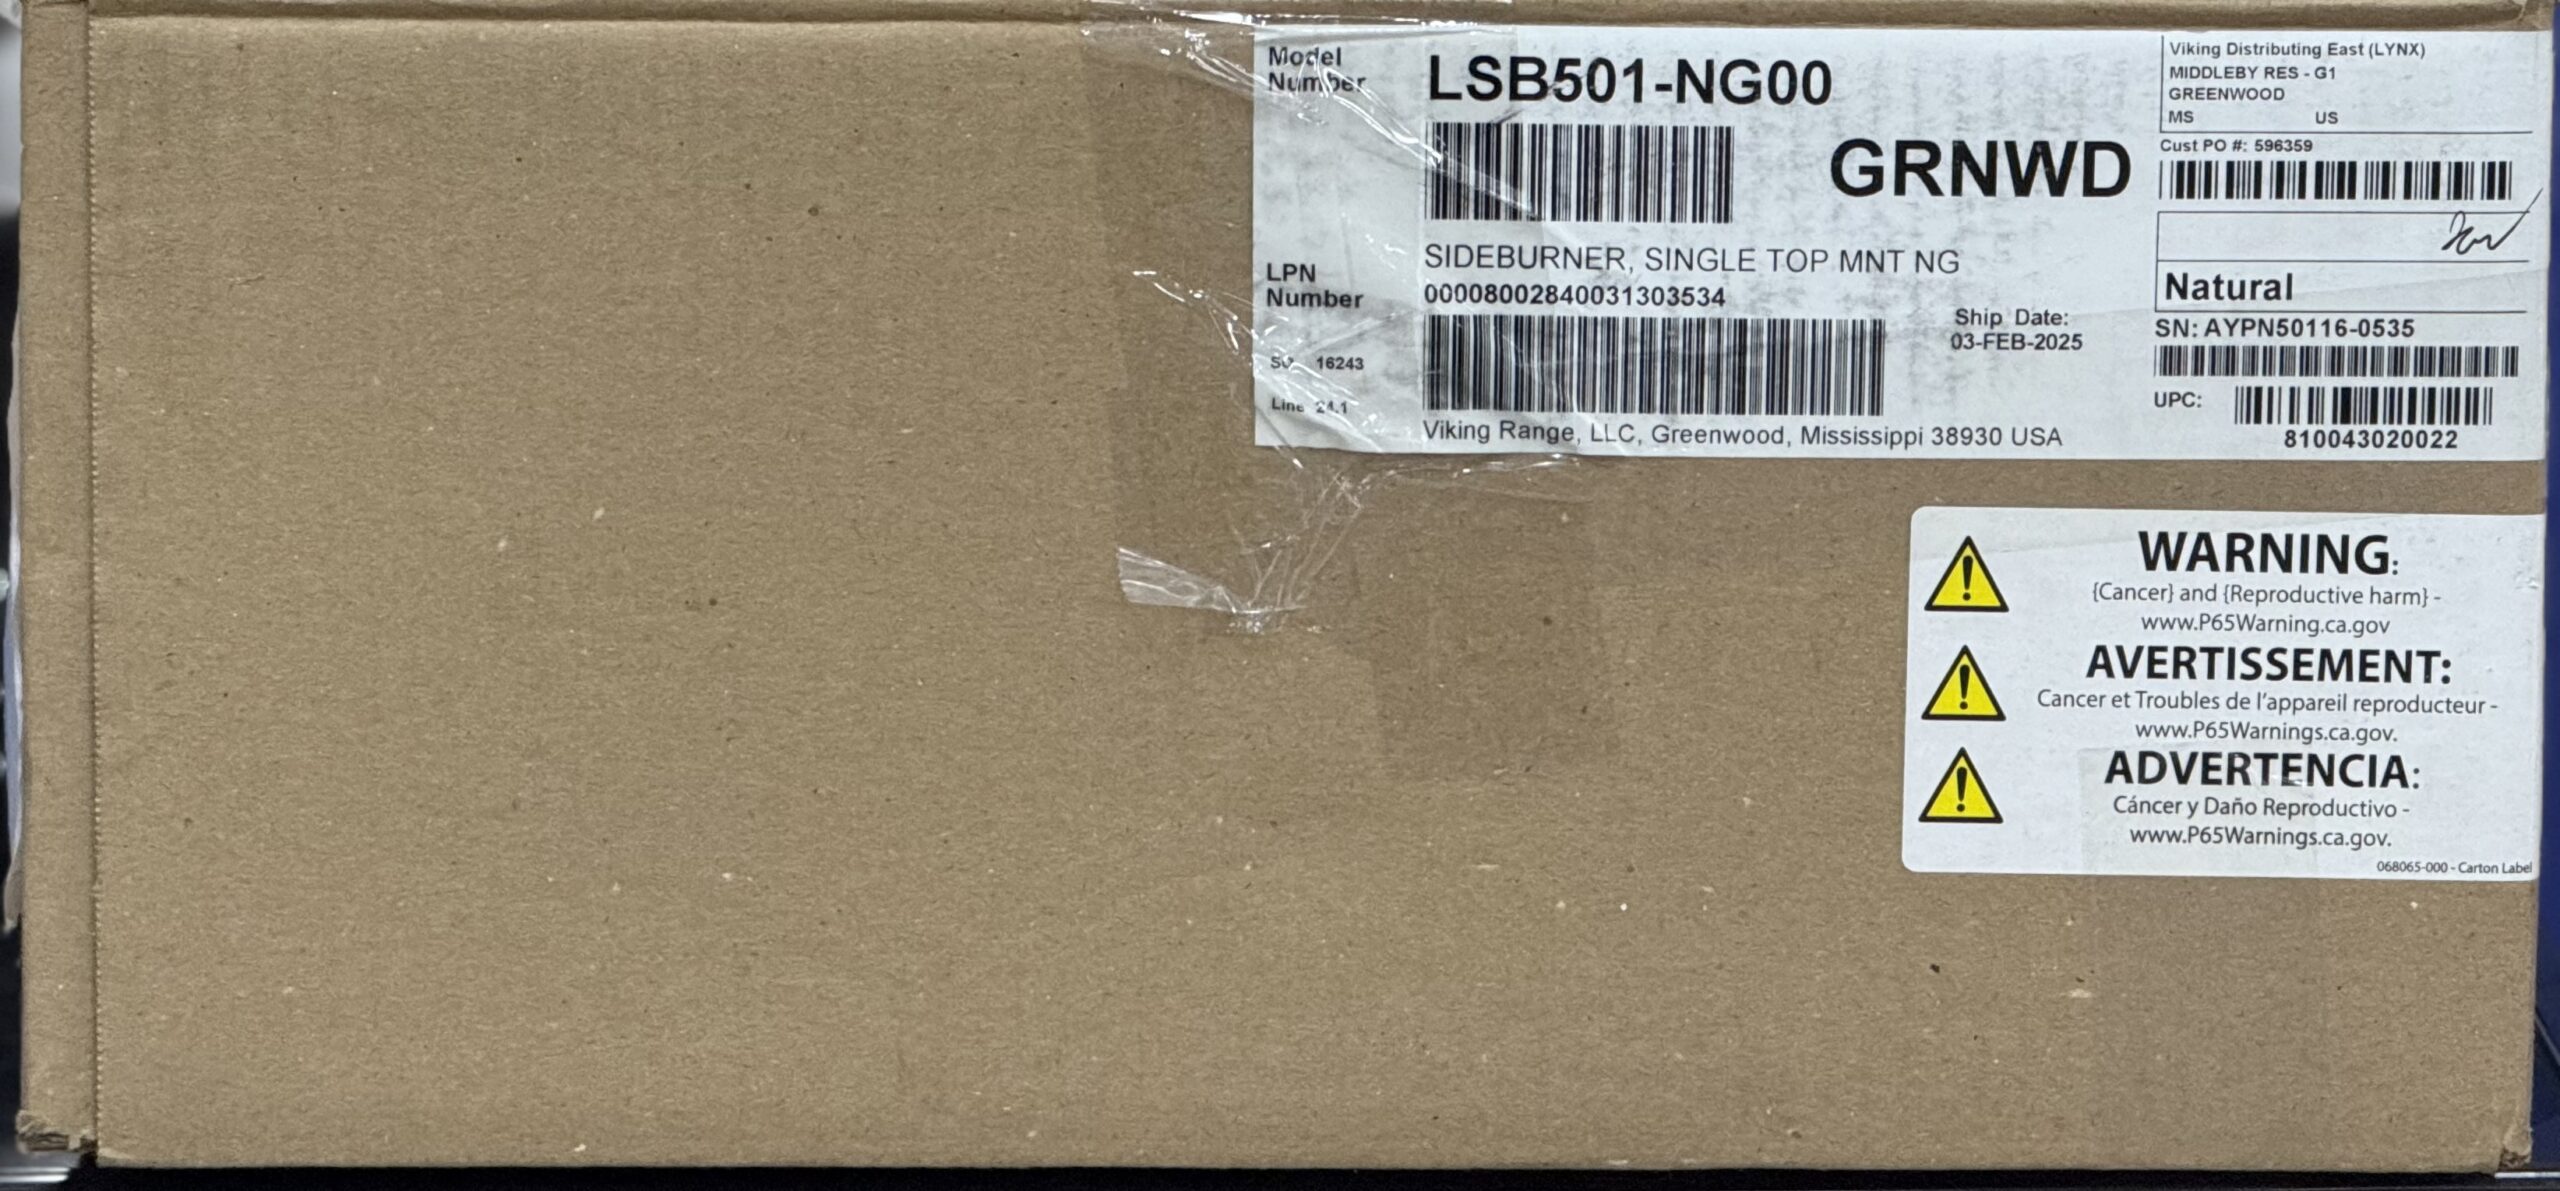 Model Number
LSB501-NG00
GRNWD
SIDEBURNER, SINGLE TOP MNT NG
LPN Number
00008002840031303534
Ship Date:
03-FEB-2025
SO 16243
Line 24.1
Viking Range, LLC, Greenwood, Mississippi 38930 USA
Viking Distributing East (LYNX)
MIDDLEBY RES - G1
GREENWOOD
MS US
Cust PO #: 596359
Natural
SN: AYPN50116-0535
UPC:
810043020022
WARNING:
{Cancer} and {Reproductive harm} -
www.P65Warning.ca.gov
AVERTISSEMENT:
Cancer et Troubles de l'appareil reproducteur -
www.P65Warnings.ca.gov.
ADVERTENCIA:
Cáncer y Daño Reproductivo -
www.P65Warnings.ca.gov.
068065-000 - Carton Label